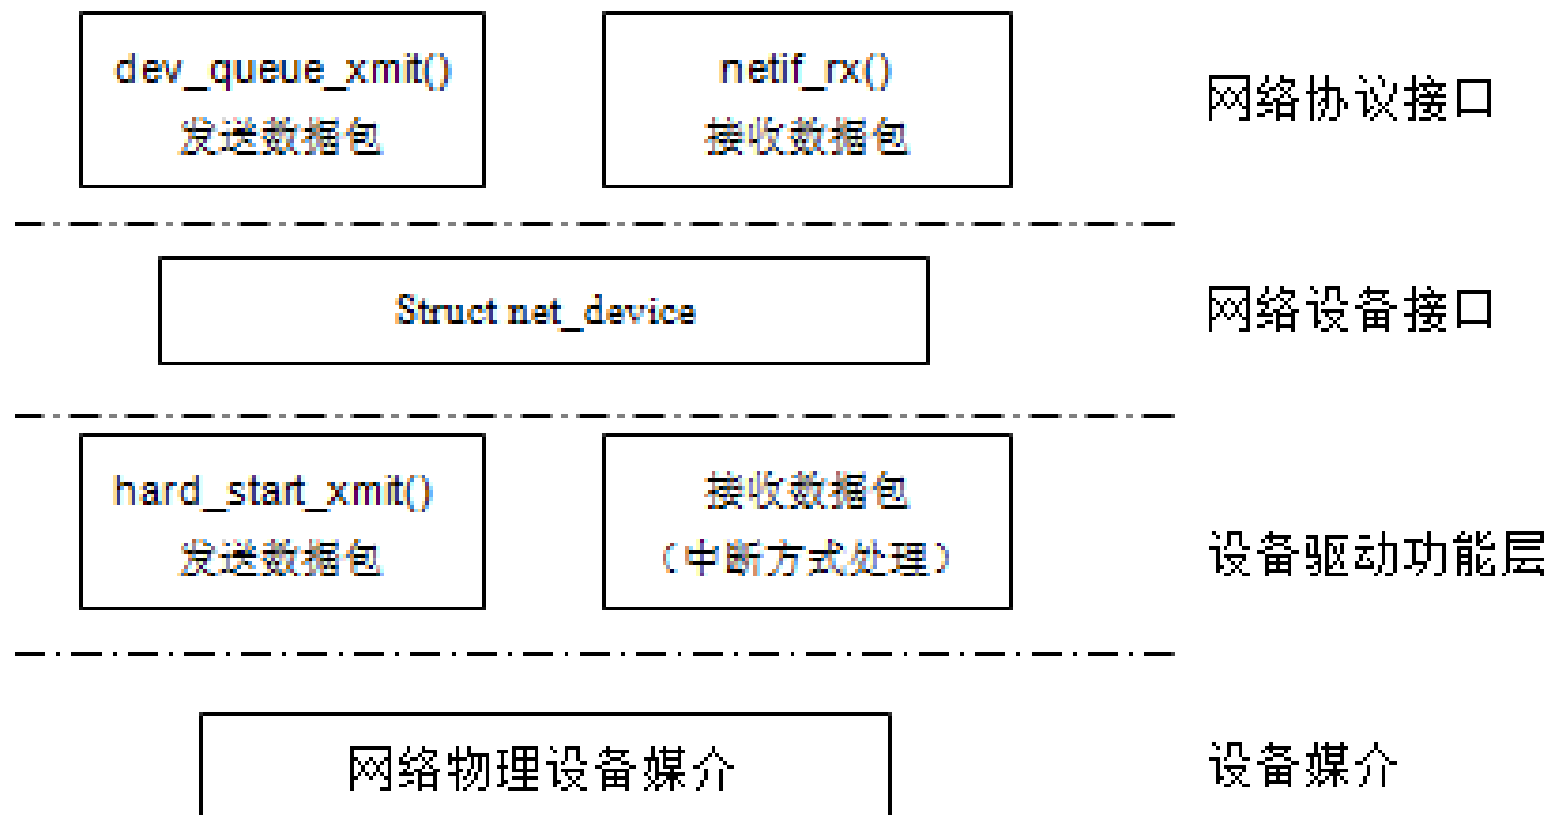 dev_queue_xmit()
发送数据包
netif_rx()
接收数据包
网络协议接口
Struct net_device
网络设备接口
hard_start_xmit()
发送数据包
接收数据包
（中断方式处理）
设备驱动功能层
网络物理设备媒介
设备媒介